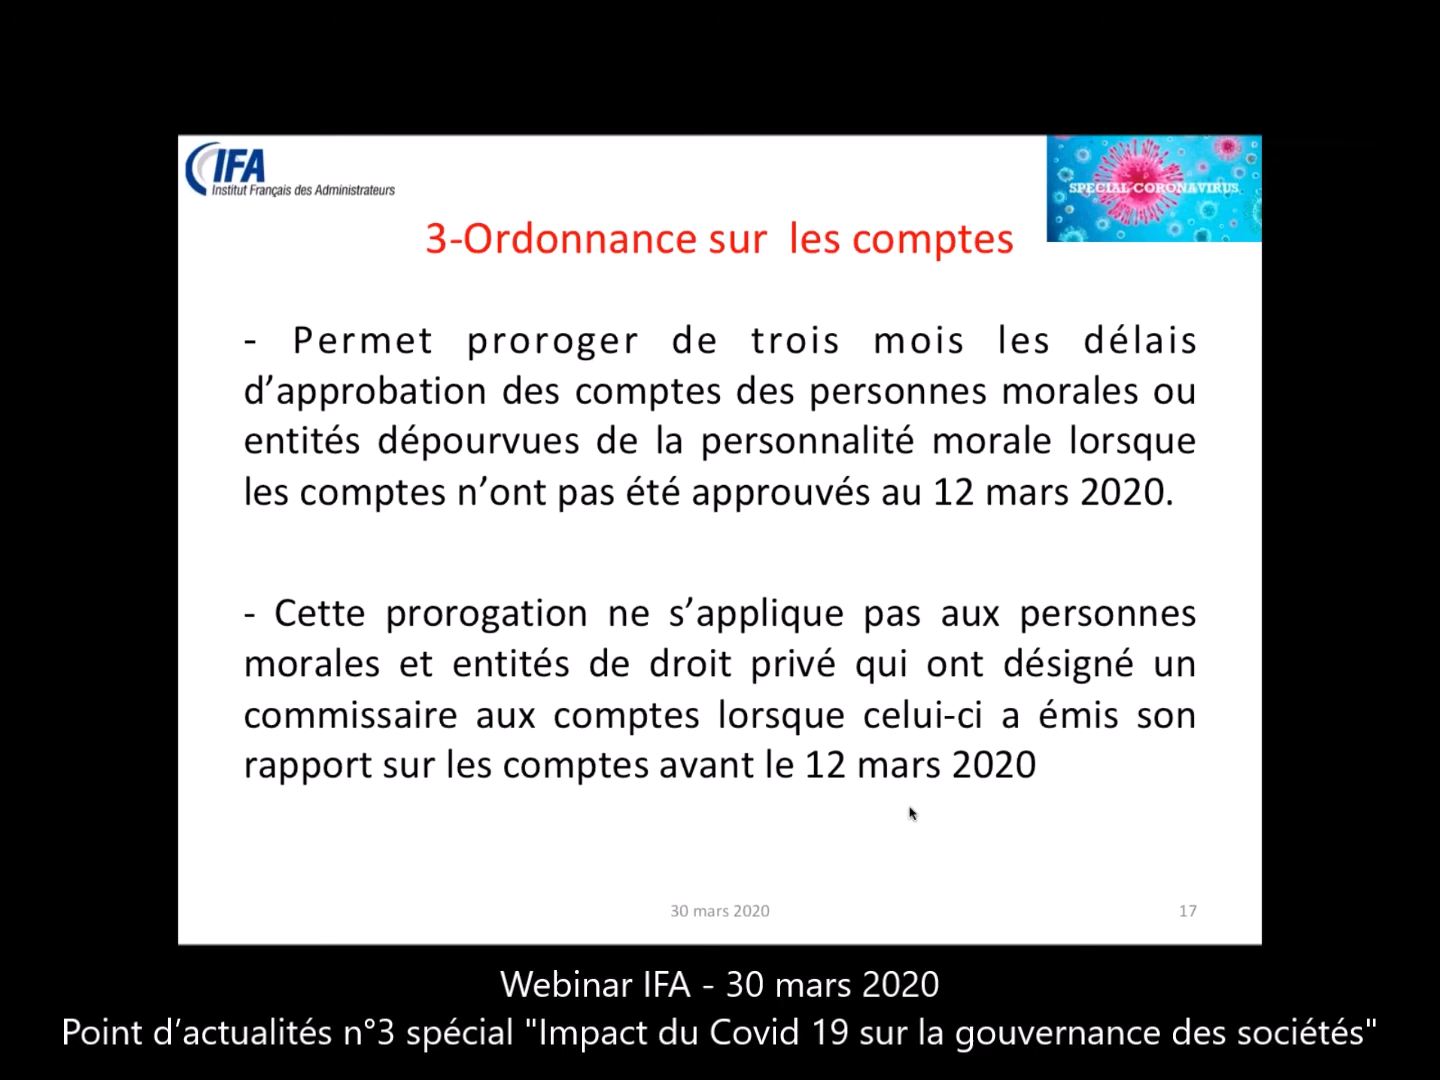 IFA
Institut Français des Administrateurs
SPECIAL CORONAVIRUS
3-Ordonnance sur  les comptes
- Permet proroger de trois mois les délais
d’approbation des comptes des personnes morales ou
entités dépourvues de la personnalité morale lorsque
les comptes n’ont pas été approuvés au 12 mars 2020.
- Cette prorogation ne s’applique pas aux personnes
morales et entités de droit privé qui ont désigné un
commissaire aux comptes lorsque celui-ci a émis son
rapport sur les comptes avant le 12 mars 2020
30 mars 2020
17
Webinar IFA - 30 mars 2020
Point d’actualités n°3 spécial "Impact du Covid 19 sur la gouvernance des sociétés"